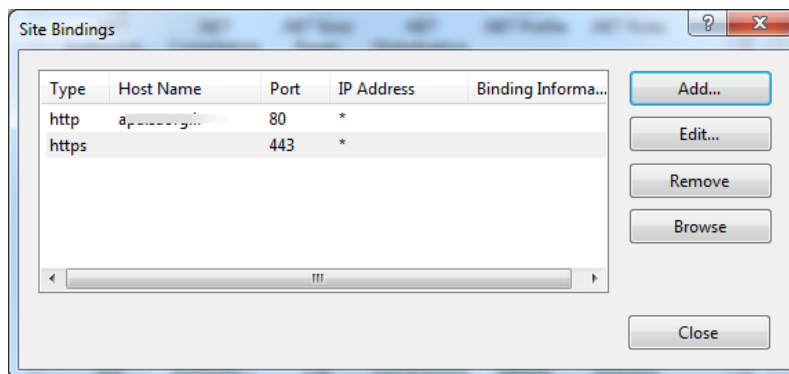 Site Bindings
Type Host Name Port IP Address Binding Informa...
http 80 *
https 443 *
Add...
Edit...
Remove
Browse
Close